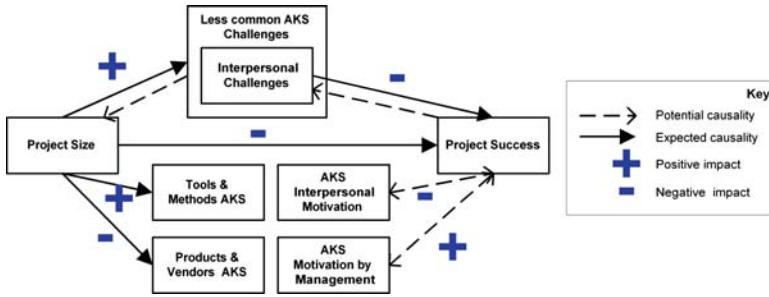 Less common AKS
Challenges
Interpersonal
Challenges
+
-
Project Size
-
Project Success
Tools &
Methods AKS
+
AKS
Interpersonal
Motivation
-
Products &
Vendors AKS
-
AKS
Motivation by
Management
+
Key
Potential causality
Expected causality
+ Positive impact
- Negative impact